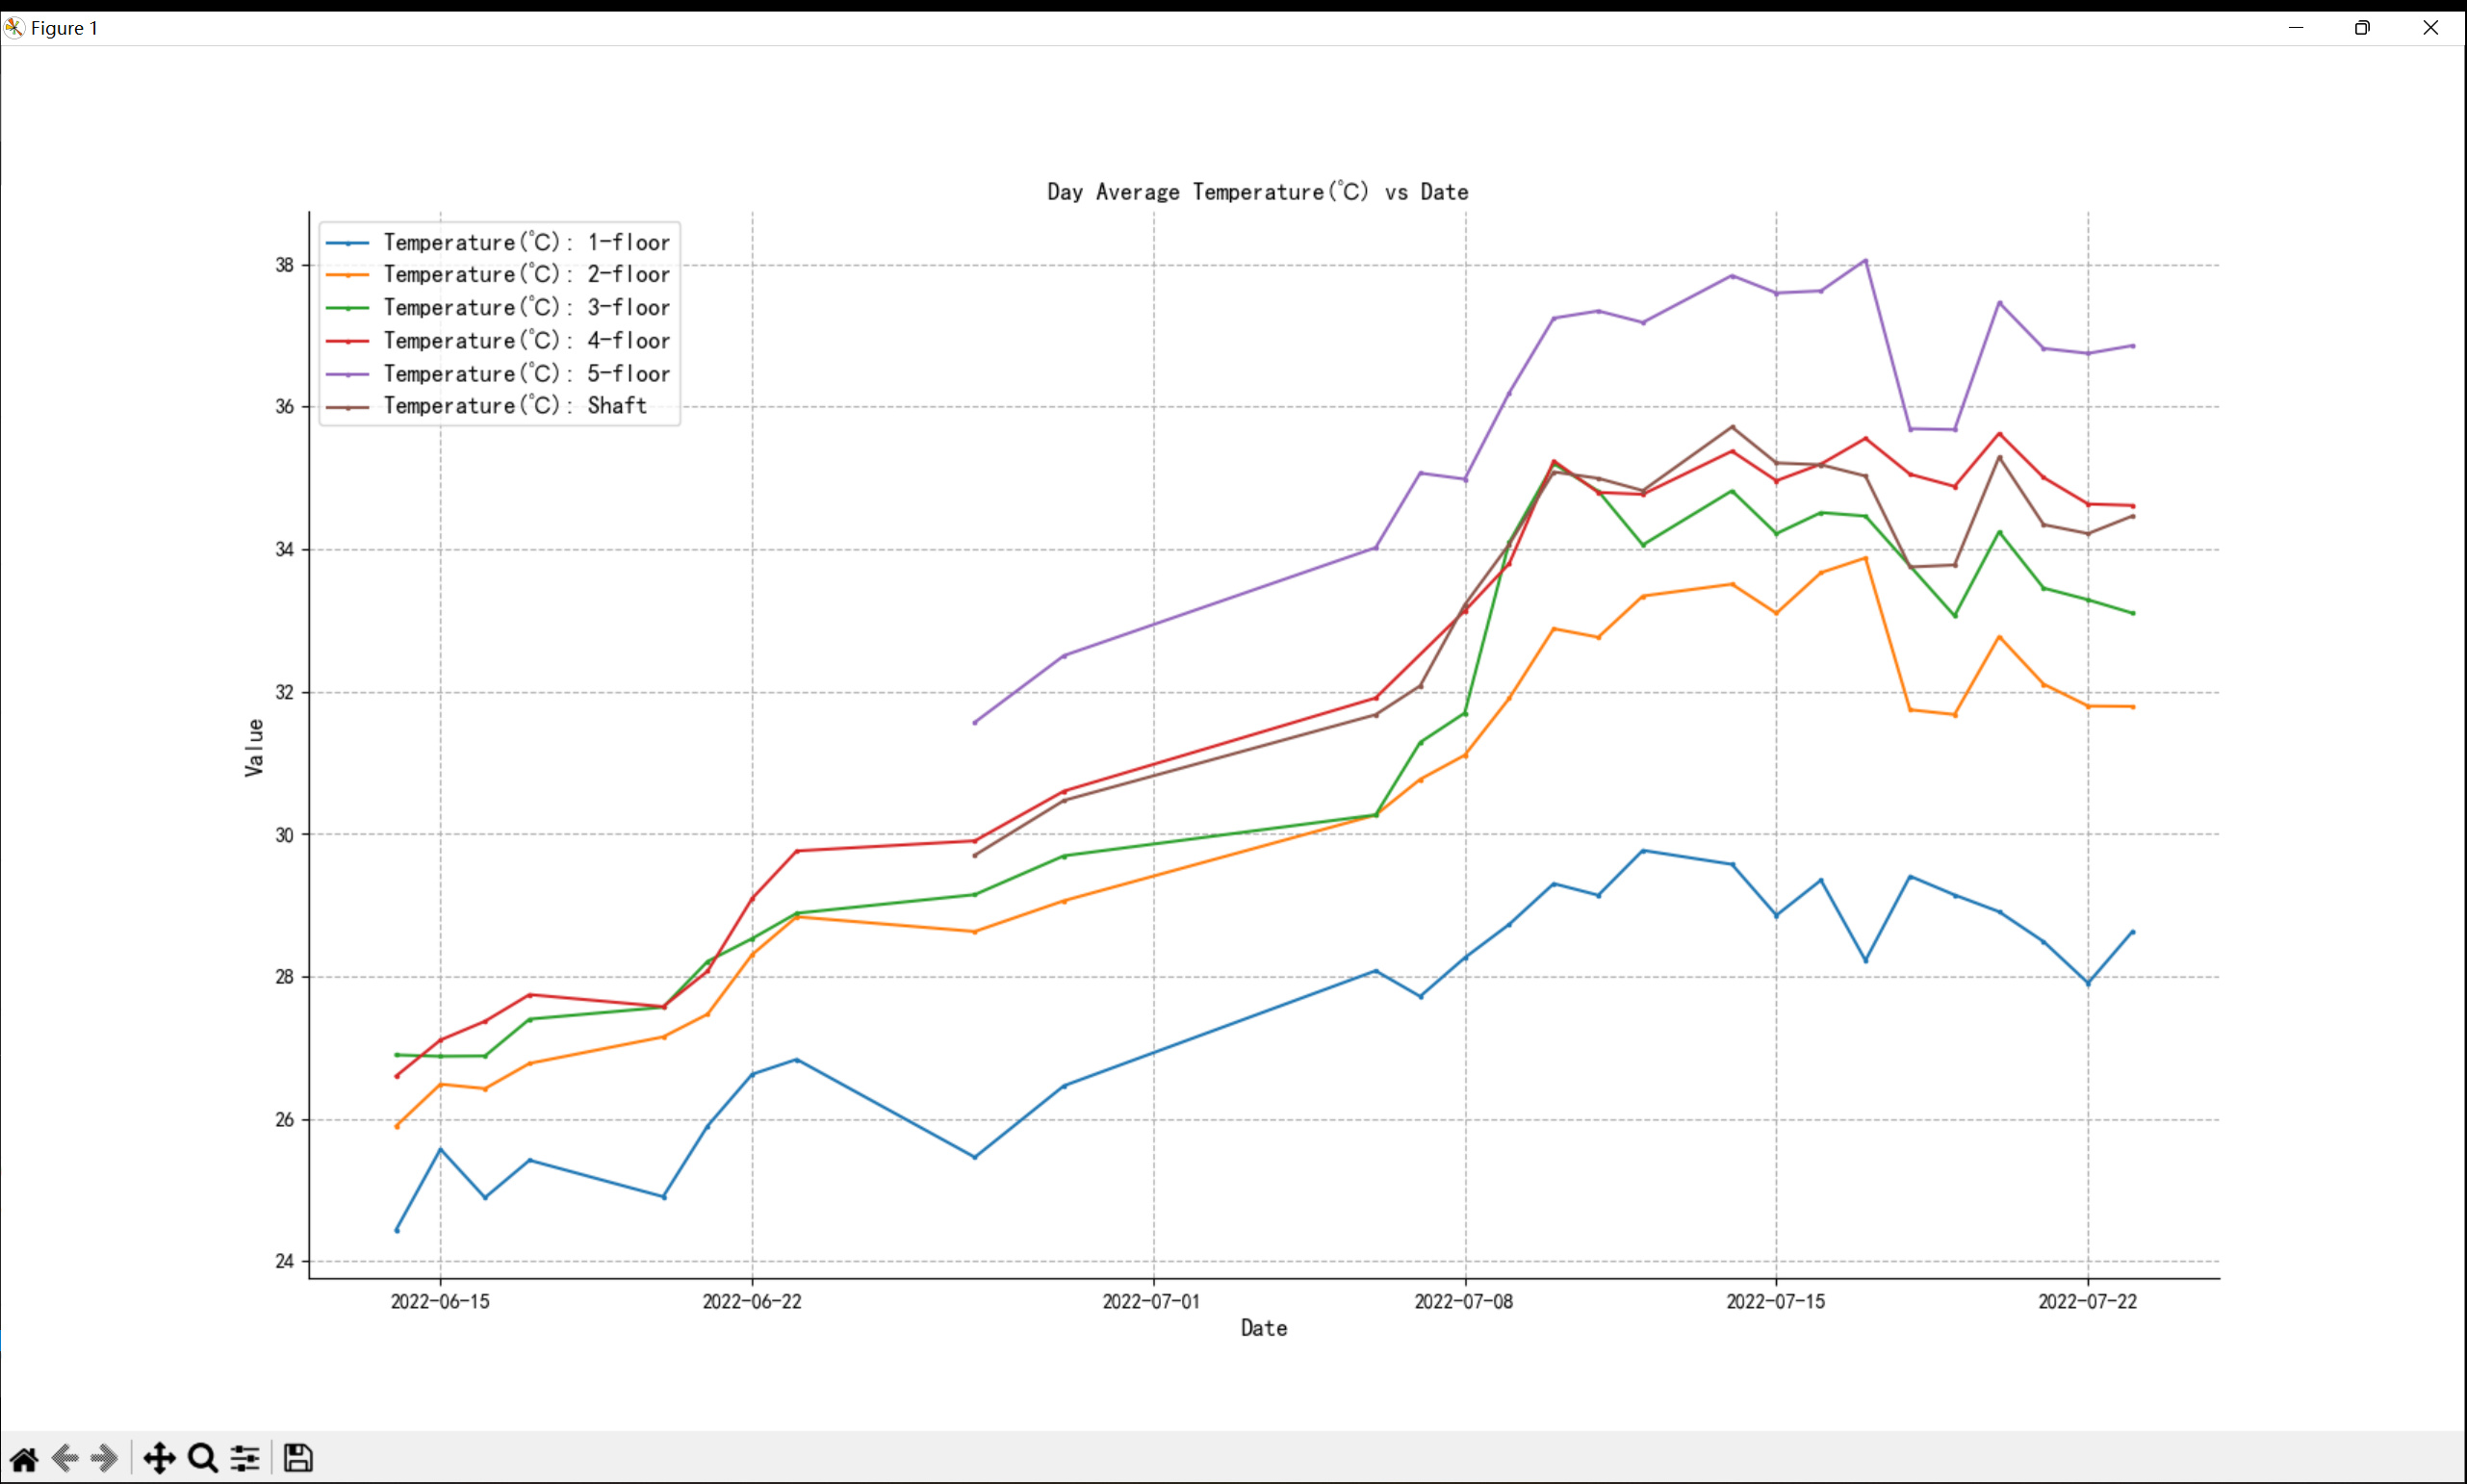 Figure 1
Day Average Temperature(℃) vs Date
Temperature(℃): 1-floor
Temperature(℃): 2-floor
Temperature(℃): 3-floor
Temperature(℃): 4-floor
Temperature(℃): 5-floor
Temperature(℃): Shaft
38
36
34
32
30
28
26
24
Value
2022-06-15 2022-06-22 2022-07-01 2022-07-08 2022-07-15 2022-07-22
Date